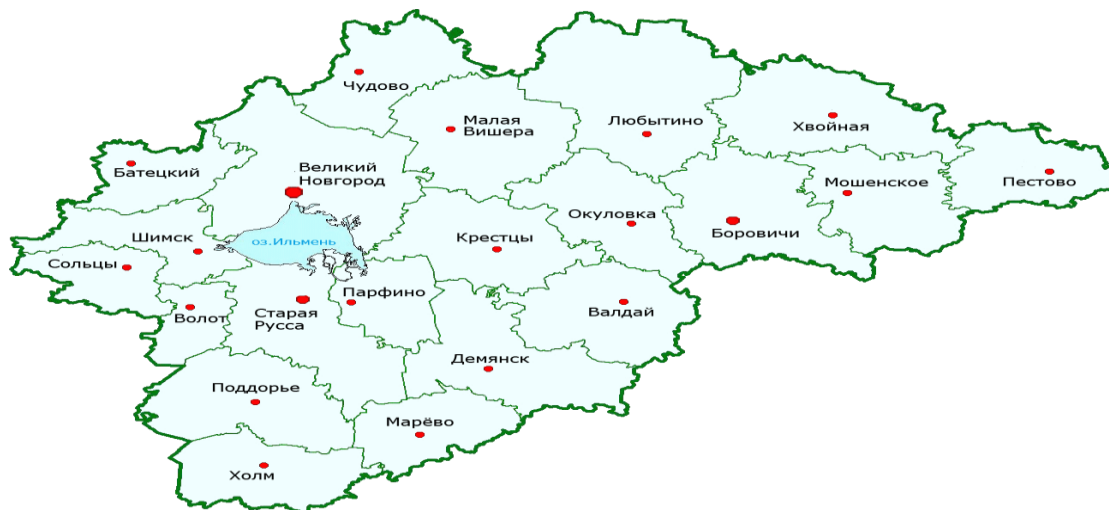 Чудово
Малая
Вишера
Любытино
Хвойная
Батецкий
Великий
Новгород
Мошенское
Пестово
Окуловка
Боровичи
Шимск
оз.Ильмень
Крестцы
Сольцы
Парфино
Волот
Старая
Русса
Валдай
Демянск
Поддорье
Марёво
Холм